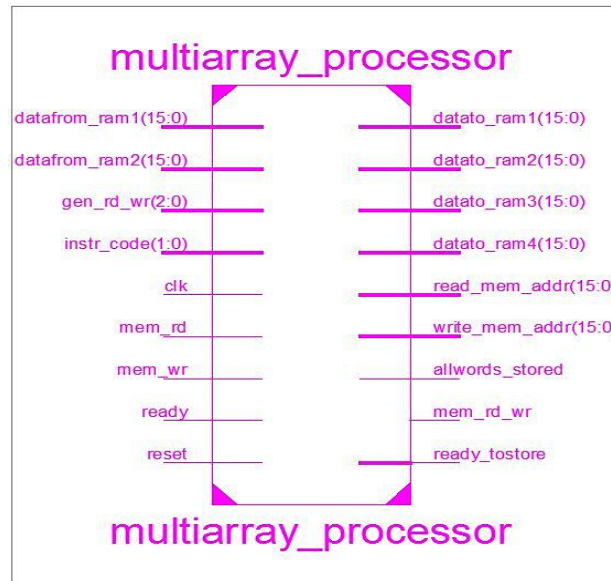 multiarray_processor
datafrom_ram1(15:0) datato_ram1(15:0)
datafrom_ram2(15:0) datato_ram2(15:0)
gen_rd_wr(2:0) datato_ram3(15:0)
instr_code(1:0) datato_ram4(15:0)
clk read_mem_addr(15:0)
mem_rd write_mem_addr(15:0
mem_wr allwords_stored
ready mem_rd_wr
reset ready_tostore
multiarray_processor